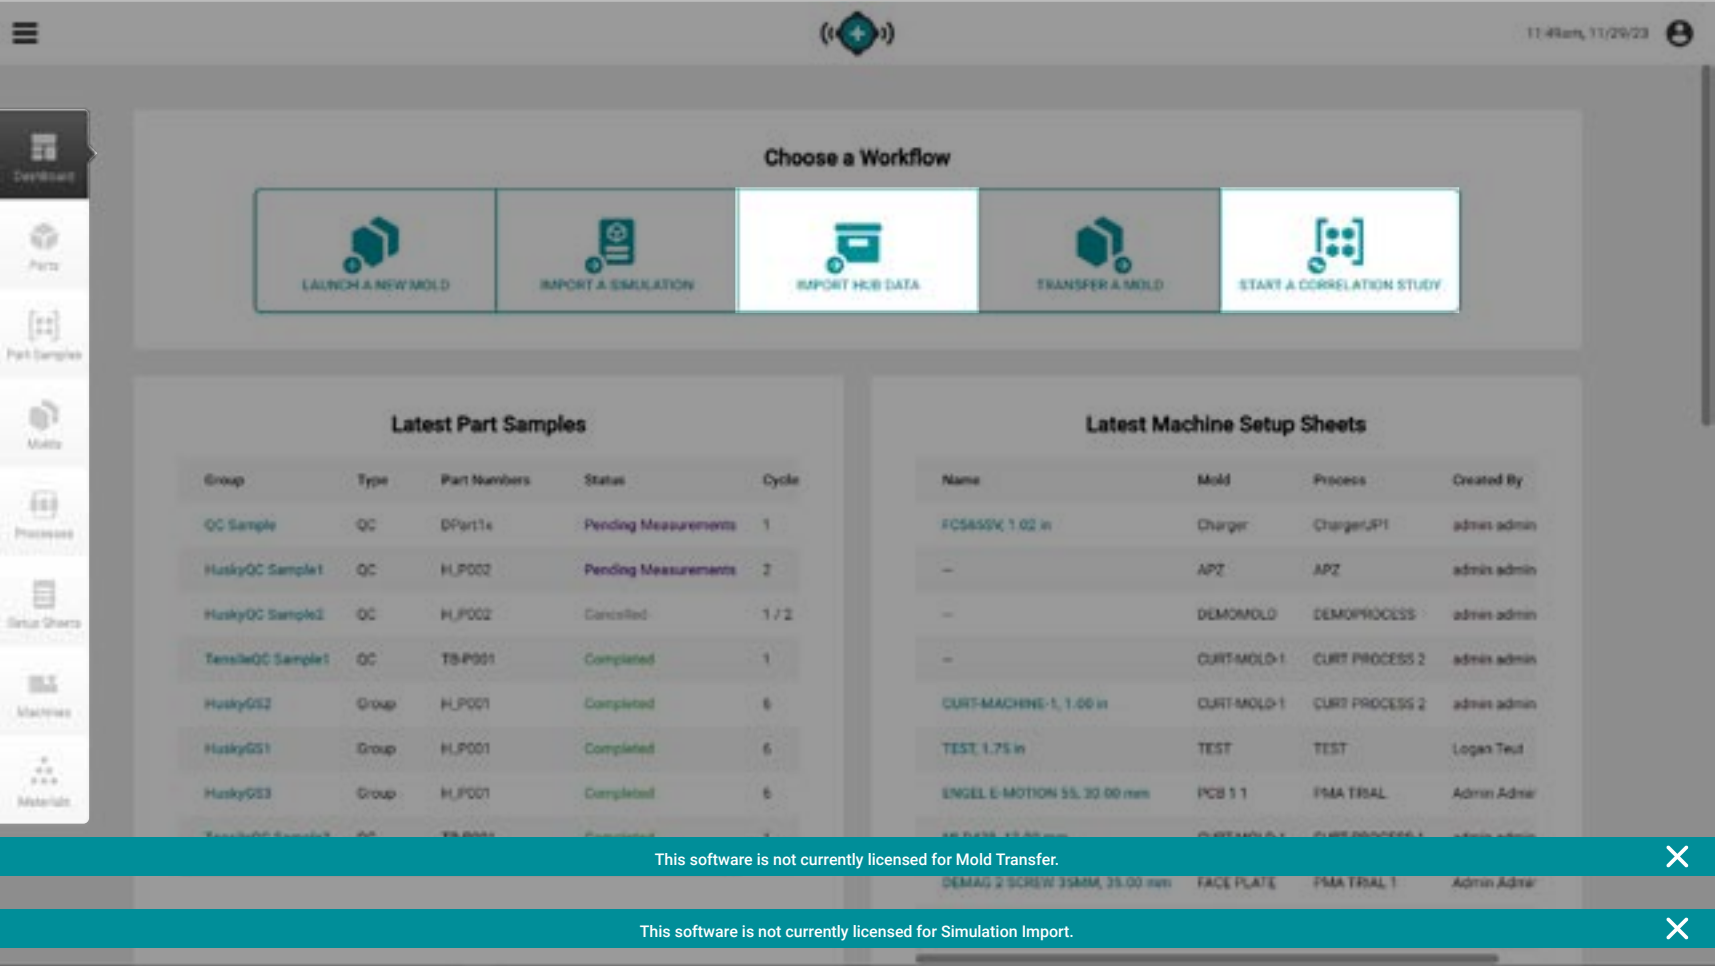 11:49am, 11/29/23
Dashboard
Parts
Part Samples
Molds
Processes
Setup Sheets
Machines
Materials
Choose a Workflow
LAUNCH A NEW MOLD
IMPORT A SIMULATION
IMPORT HUB DATA
TRANSFER A MOLD
START A CORRELATION STUDY
Latest Part Samples
Group Type Part Numbers Status Cycle
QC Sample QC DPart1s Pending Measurements 1
HuskyQC Sample1 QC H_P002 Pending Measurements 2
HuskyQC Sample2 QC H_P002 Cancelled 1 / 2
TensileQC Sample1 QC TB-P001 Completed 1
HuskyGS2 Group H_P001 Completed 6
HuskyGS1 Group H_P001 Completed 6
HuskyGS3 Group H_P001 Completed 6
Latest Machine Setup Sheets
Name Mold Process Created By
1.02 in Charger ChargerJP1 admin admin
-- APZ APZ admin admin
-- DEMOMOLD DEMOPROCESS admin admin
-- CURT-MOLD-1 CURT PROCESS 2 admin admin
CURT-MACHINE-1, 1.00 in CURT-MOLD-1 CURT PROCESS 2 admin admin
TEST, 1.75 in TEST TEST Logan Teut
ENGEL E-MOTION 55, 30.00 mm PCB 1 1 PMA TRIAL Admin Admin
This software is not currently licensed for Mold Transfer.
DEMAG 2 SCREW 35MM, 35.00 mm FACE PLATE PMA TRIAL 1 Admin Admin
This software is not currently licensed for Simulation Import.